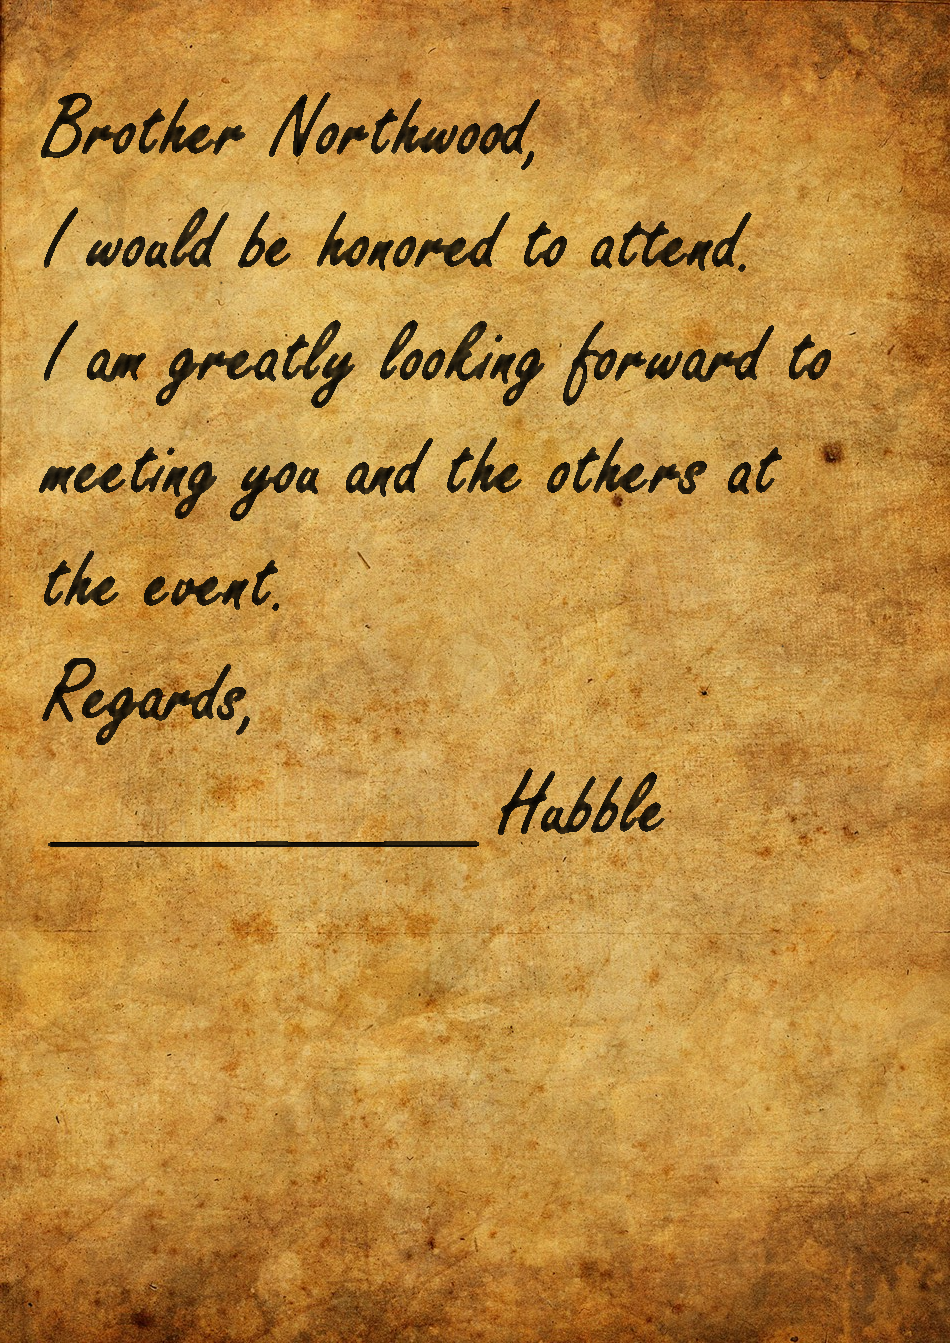 Brother Northwood,
I would be honored to attend.
I am greatly looking forward to
meeting you and the others at
the event.
Regards,
______________ Hubble